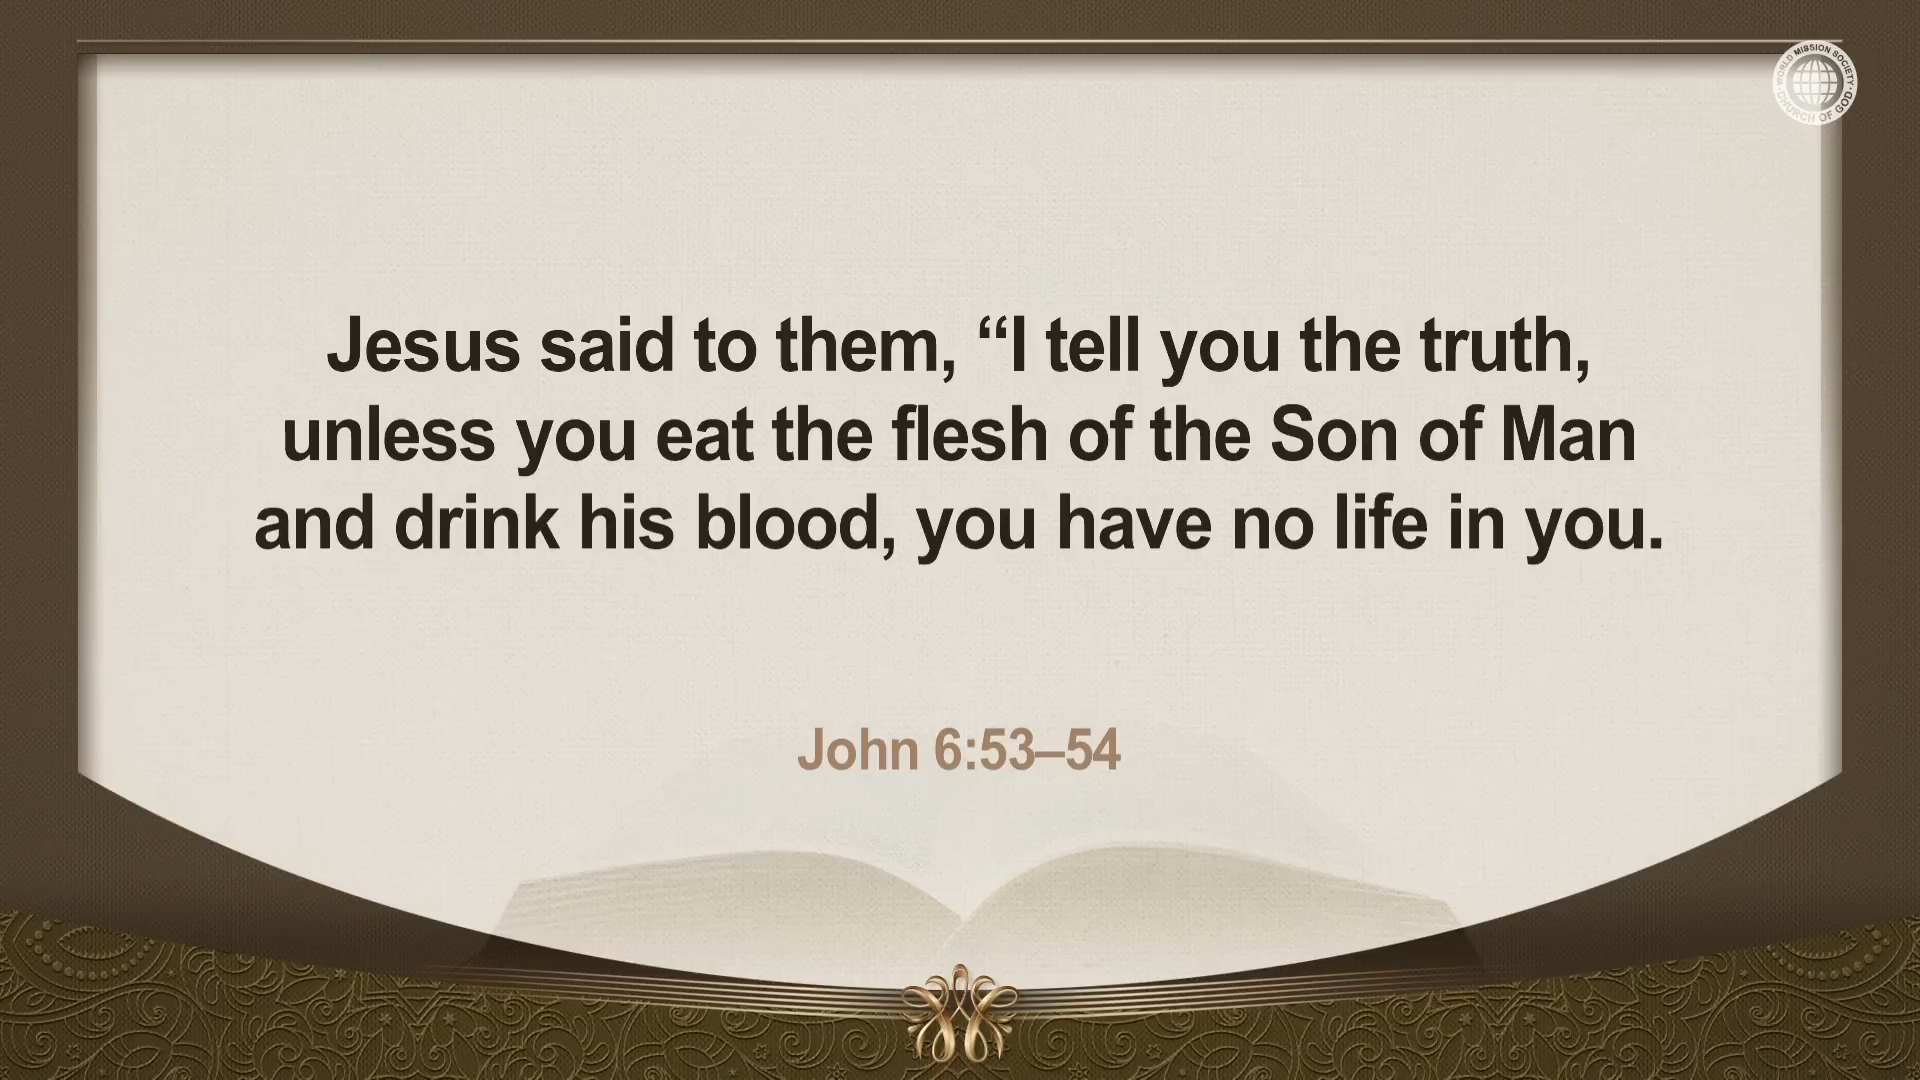 WORLD MISSION SOCIETY
CHURCH OF GOD
Jesus said to them, “I tell you the truth,
unless you eat the flesh of the Son of Man
and drink his blood, you have no life in you.
John 6:53–54